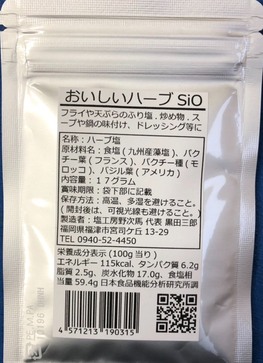 おいしいハーブ SiO
フライや天ぷらのふり塩 . 炒め物 . ス
ープや鍋の味付け、ドレッシング等に
名称：ハーブ塩
原材料名：食塩 (九州産藻塩) 、パク
チー葉 (フランス) 、パクチー種 (モ
ロッコ) 、バジル葉 (アメリカ)
内容量：１７グラム
賞味期限：袋下部に記載
保存方法：高温、多湿を避けること。
(開封後は、可視光線も避けること。)
製造者：塩工房野次馬 代表 黒田三郎
福岡県福津市宮司ケ丘 13-29
TEL 0940-52-4450
栄養成分表示 (100g 当り)
エネルギー 115kcal、タンパク質 6.2g
脂質 2.5g、炭水化物 17.0g、食塩相
当量 59.4g 日本食品機能分析研究所調
4571213190315